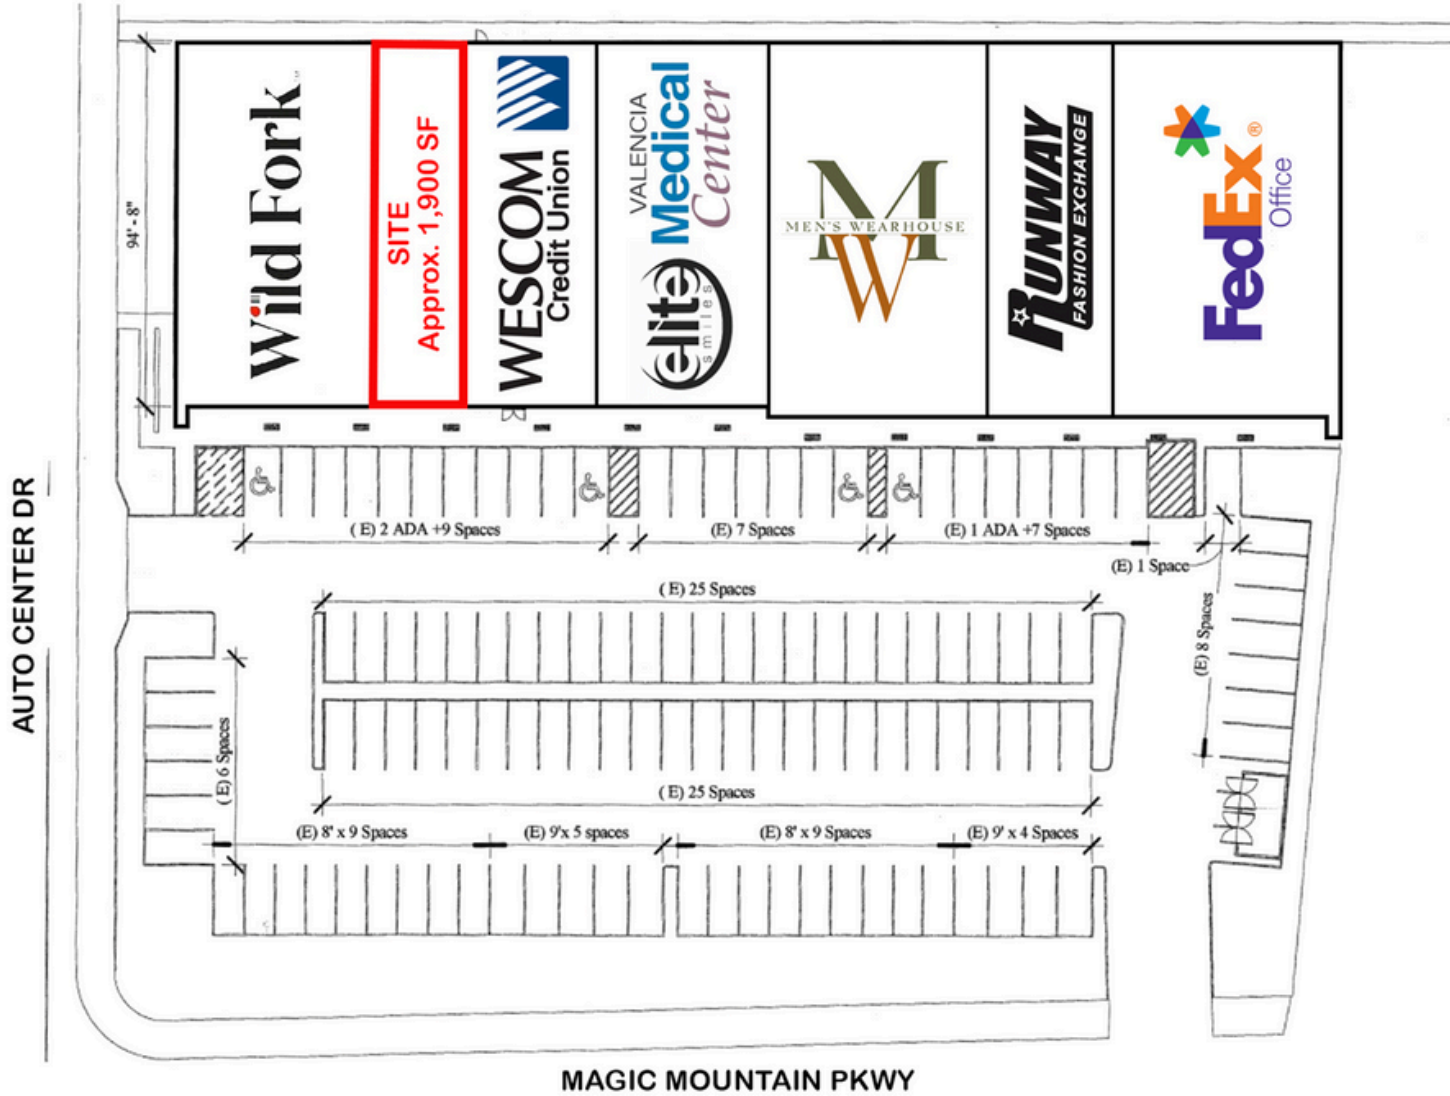 94' - 8"
Wild Fork
SITE
Approx. 1,900 SF
WESCOM
Credit Union
VALENCIA
Medical
Center
elite
smiles
MEN'S WEARHOUSE
M
W
RUNWAY
FASHION EXCHANGE
FedEx®
Office
AUTO CENTER DR
( E) 2 ADA +9 Spaces
(E) 7 Spaces
(E) 1 ADA +7 Spaces
(E) 1 Space
( E) 25 Spaces
(E) 8 Spaces
( E) 6 Spaces
( E) 25 Spaces
(E) 8' x 9 Spaces
(E) 9'x 5 spaces
(E) 8' x 9 Spaces
(E) 9' x 4 Spaces
MAGIC MOUNTAIN PKWY